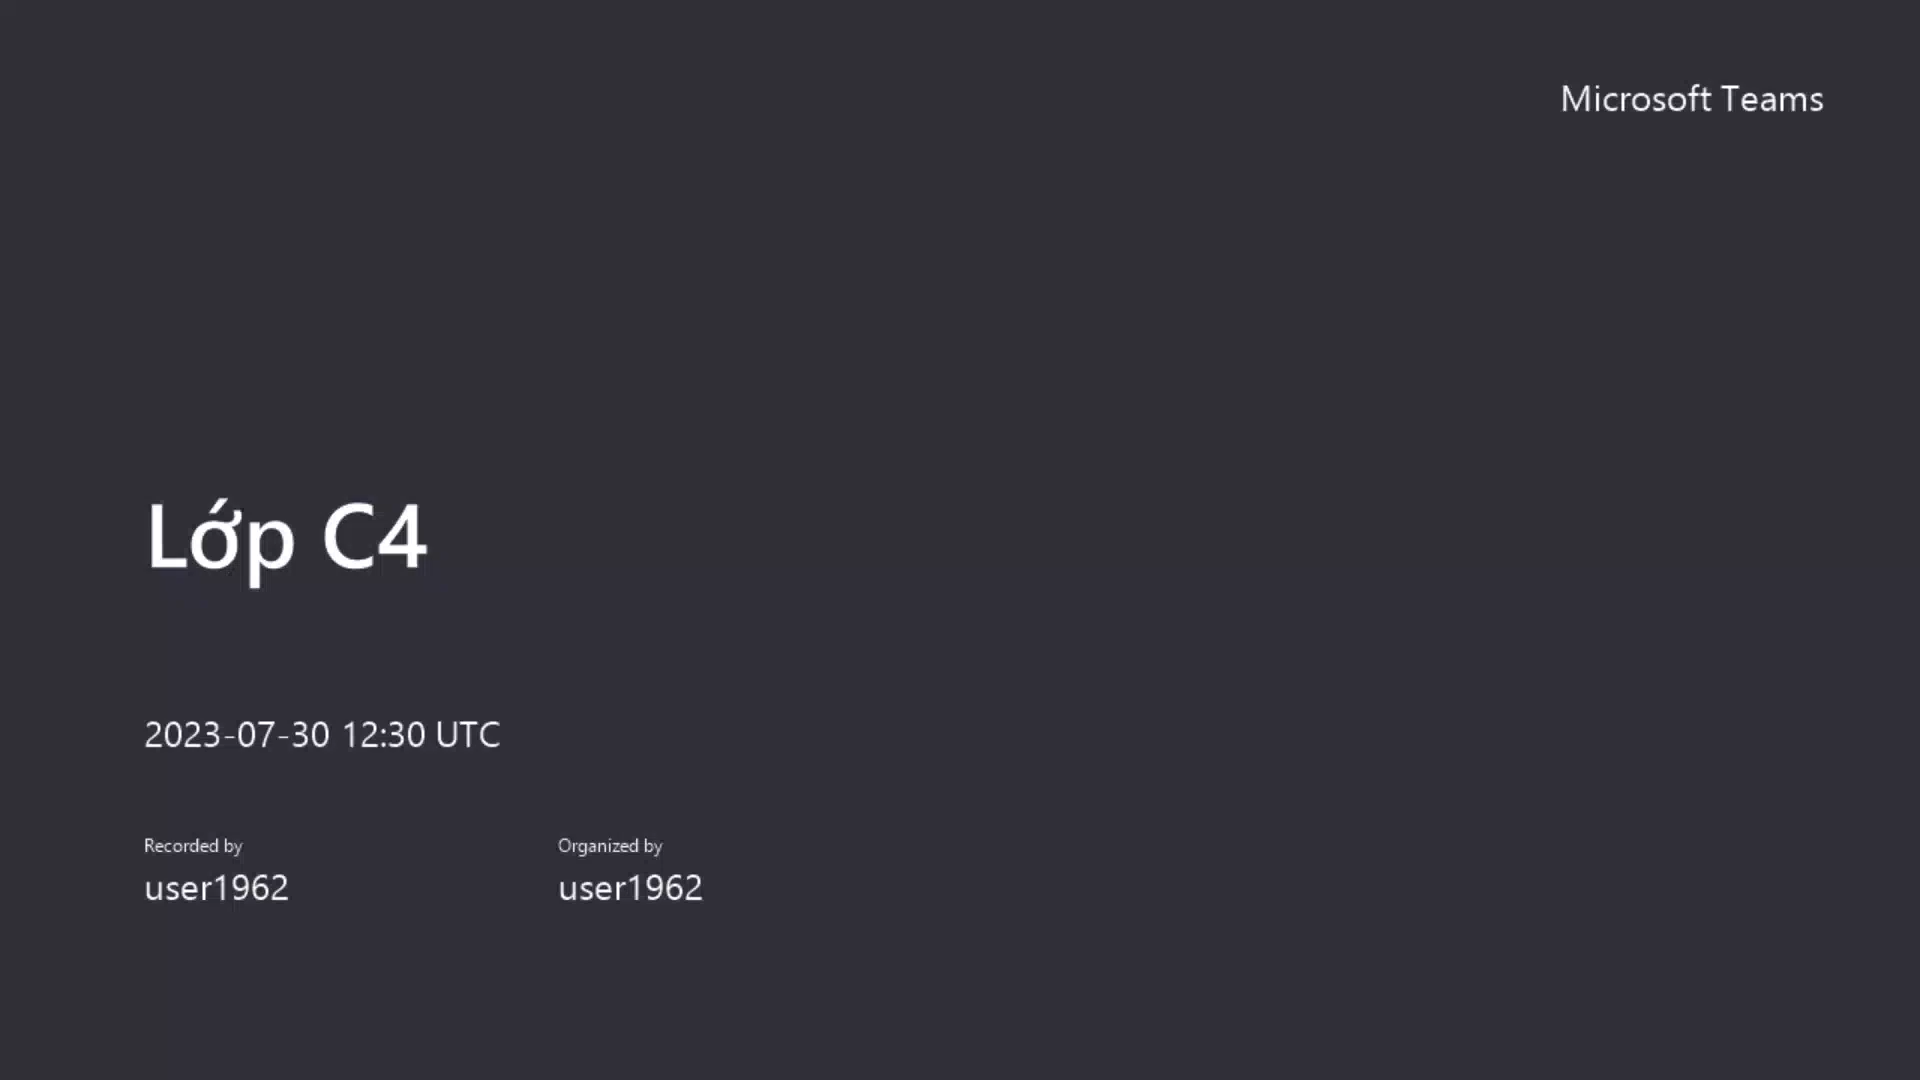 Microsoft Teams
Lớp C4
2023-07-30 12:30 UTC
Recorded by
user1962
Organized by
user1962